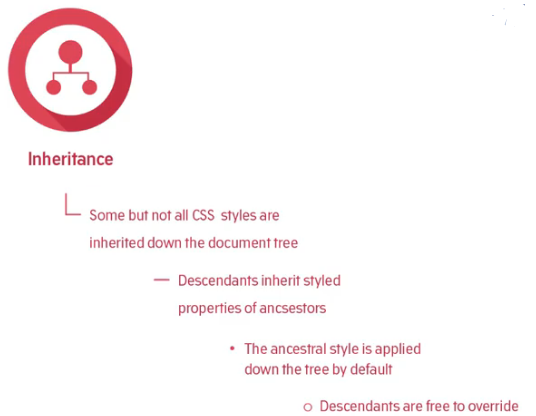 Inheritance
Some but not all CSS styles are
inherited down the document tree
Descendants inherit styled
properties of ancsestors
The ancestral style is applied
down the tree by default
Descendants are free to override